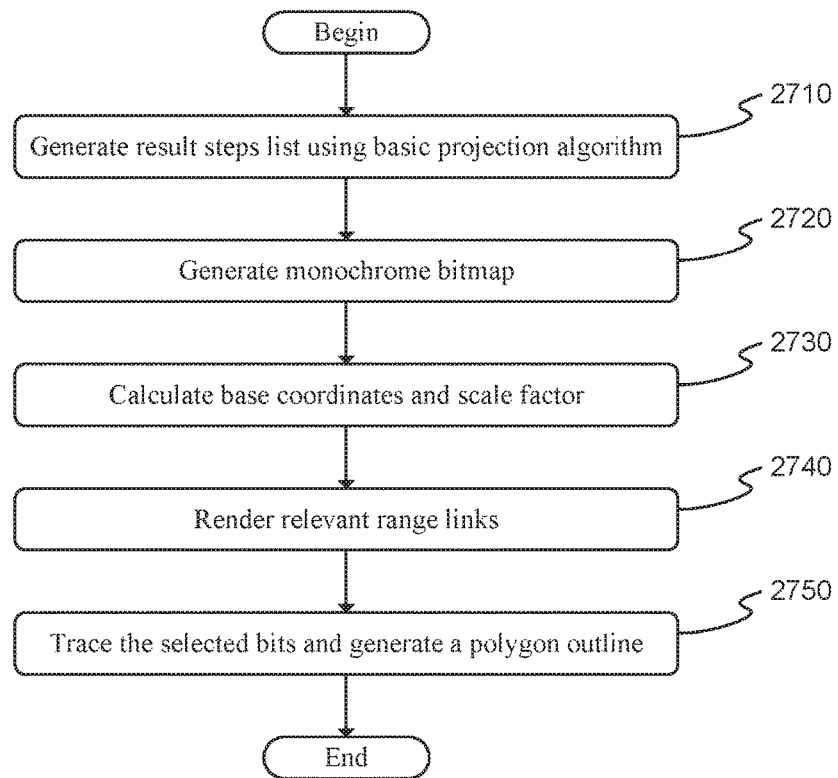 Begin
2710
Generate result steps list using basic projection algorithm
2720
Generate monochrome bitmap
2730
Calculate base coordinates and scale factor
2740
Render relevant range links
2750
Trace the selected bits and generate a polygon outline
End